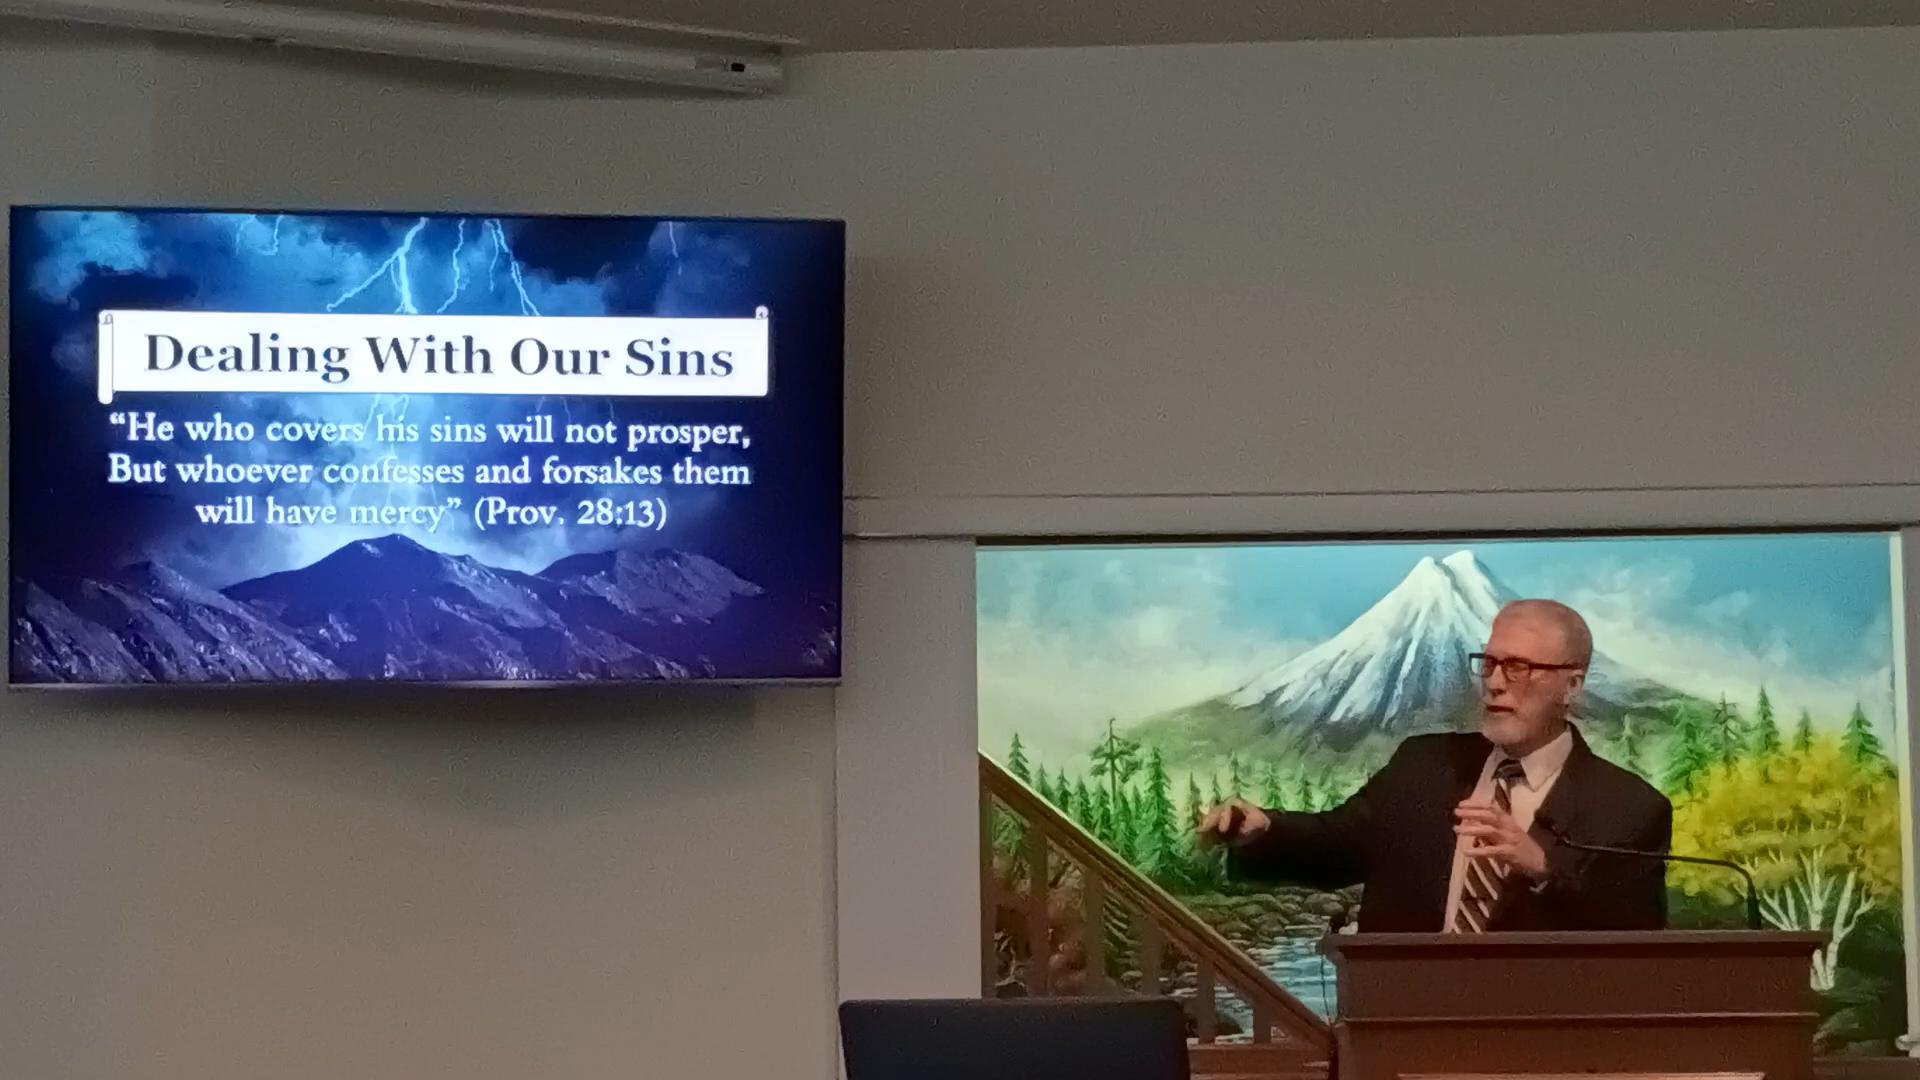 Dealing With Our Sins
“He who covers his sins will not prosper,
But whoever confesses and forsakes them
will have mercy” (Prov. 28:13)